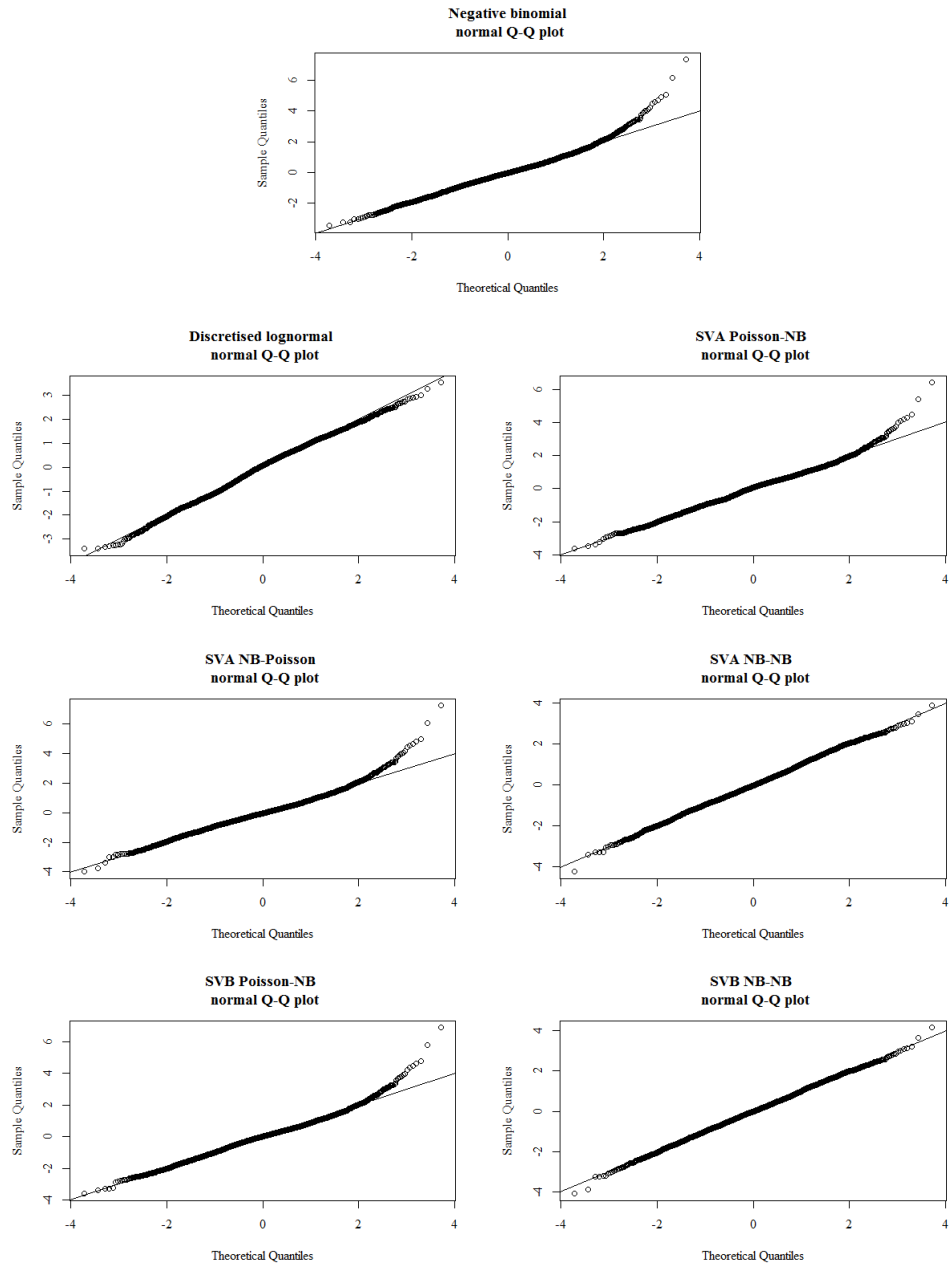 Negative binomial
normal Q-Q plot
Sample Quantiles
6
4
2
0
-2
-4
-2
0
2
4
Theoretical Quantiles
Discretised lognormal
normal Q-Q plot
Sample Quantiles
3
2
1
0
-1
-2
-3
-4
-2
0
2
4
Theoretical Quantiles
SVA Poisson-NB
normal Q-Q plot
Sample Quantiles
6
4
2
0
-2
-4
-4
-2
0
2
4
Theoretical Quantiles
SVA NB-Poisson
normal Q-Q plot
Sample Quantiles
6
4
2
0
-2
-4
-4
-2
0
2
4
Theoretical Quantiles
SVA NB-NB
normal Q-Q plot
Sample Quantiles
4
2
0
-2
-4
-4
-2
0
2
4
Theoretical Quantiles
SVB Poisson-NB
normal Q-Q plot
Sample Quantiles
6
4
2
0
-2
-4
-4
-2
0
2
4
Theoretical Quantiles
SVB NB-NB
normal Q-Q plot
Sample Quantiles
4
2
0
-2
-4
-4
-2
0
2
4
Theoretical Quantiles